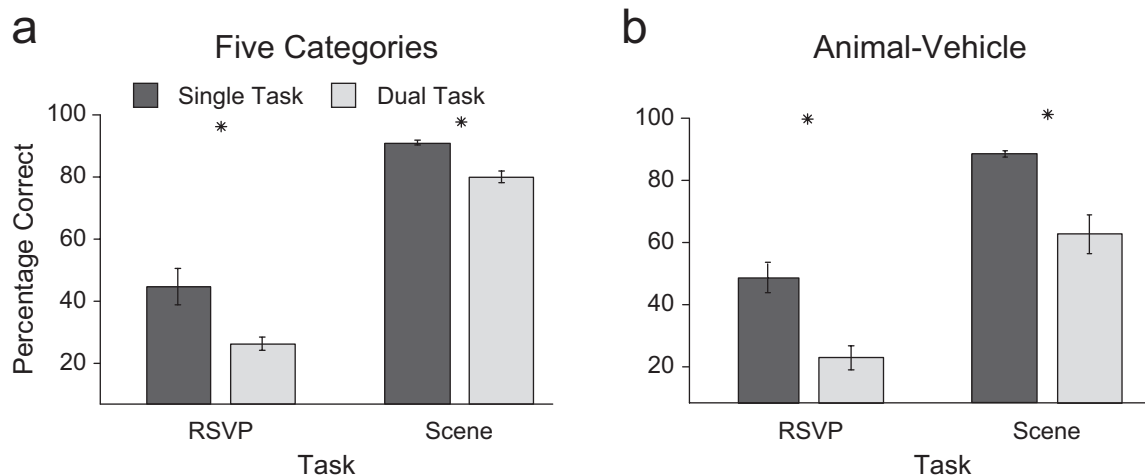 a
Five Categories
Single Task Dual Task
Percentage Correct
100
80
60
40
20
*
*
RSVP Scene
Task
b
Animal-Vehicle
100
80
60
40
20
*
*
RSVP Scene
Task